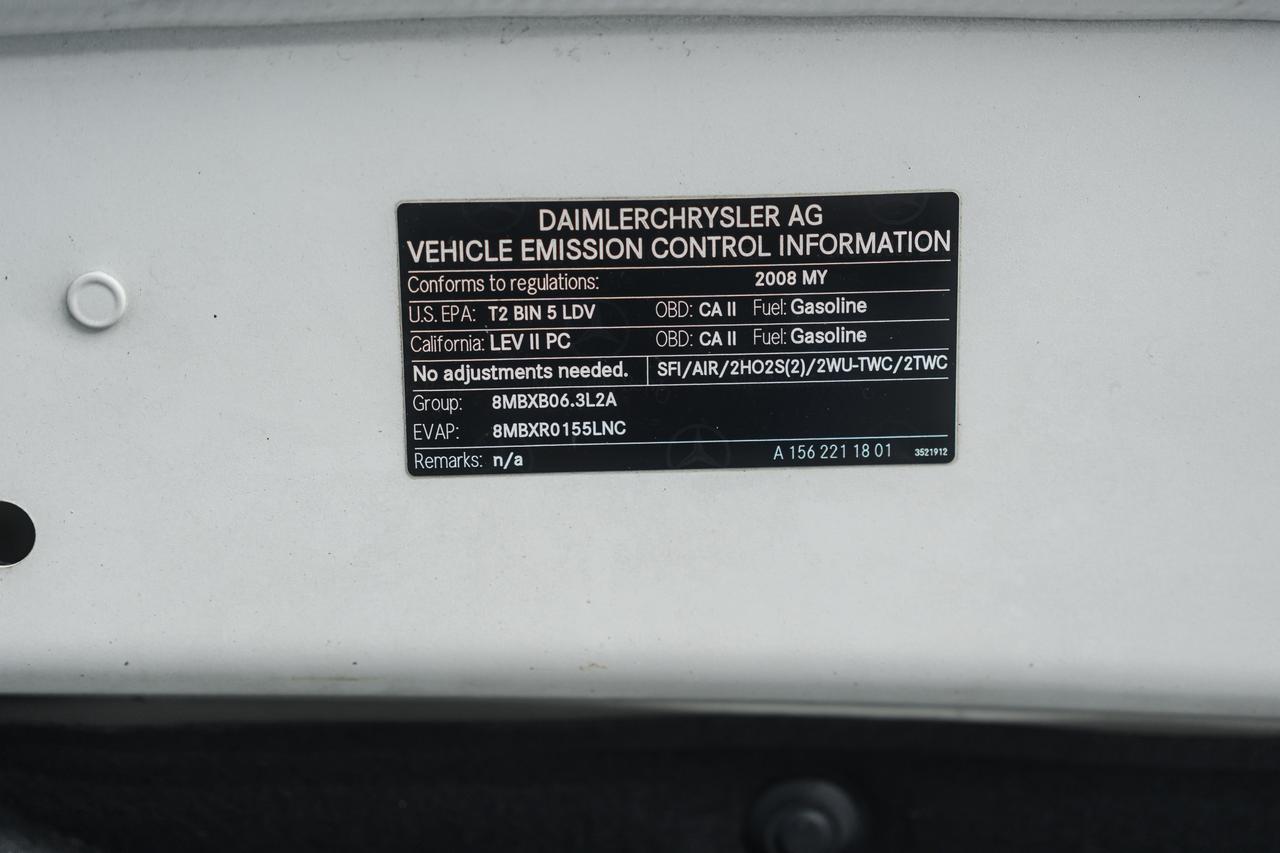 DAIMLERCHRYSLER AG
VEHICLE EMISSION CONTROL INFORMATION
Conforms to regulations: 2008 MY
U.S. EPA: T2 BIN 5 LDV OBD: CA II Fuel: Gasoline
California: LEV II PC OBD: CA II Fuel: Gasoline
No adjustments needed. SFI/AIR/2HO2S(2)/2WU-TWC/2TWC
Group: 8MBXB06.3L2A
EVAP: 8MBXR0155LNC
Remarks: n/a A 156 221 18 01 3521912